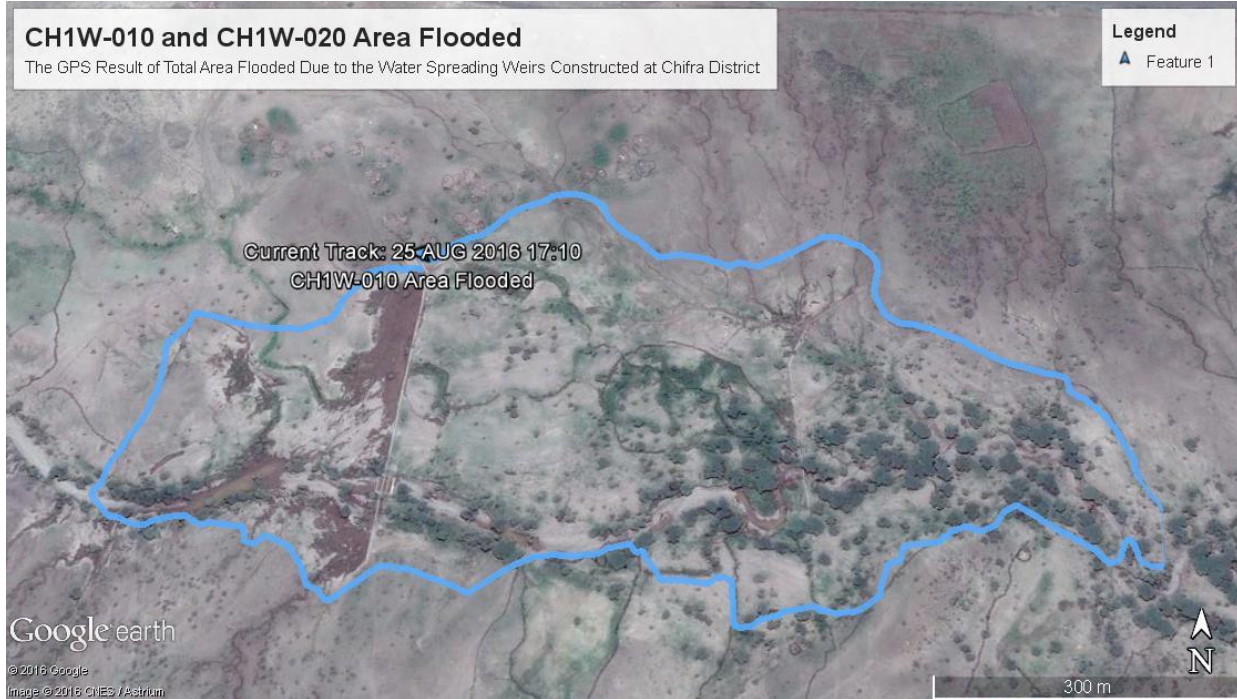 CH1W-010 and CH1W-020 Area Flooded
The GPS Result of Total Area Flooded Due to the Water Spreading Weirs Constructed at Chifra District
Legend
Feature 1
Current Track: 25 AUG 2016 17:10
CH1W-010 Area Flooded
Google earth
© 2016 Google
Image © 2016 CNES / Astrium
300 m
N